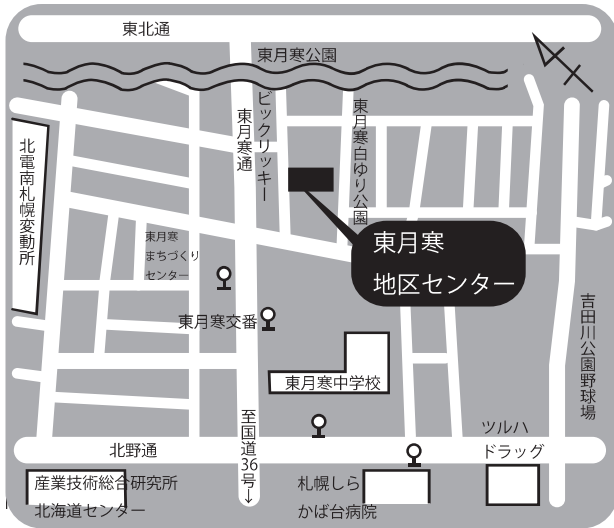 東北通
東月寒公園
ビックリッキー
東月寒通
東月寒白ゆり公園
北電南札幌変動所
東月寒
まちづくり
センター
東月寒
地区センター
東月寒交番
吉田川公園野球場
東月寒中学校
至国道36号→
北野通
ツルハ
ドラッグ
産業技術総合研究所
北海道センター
札幌しら
かば台病院